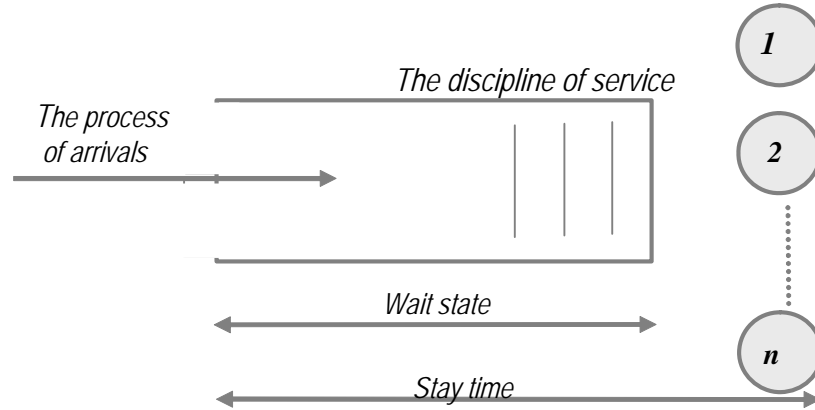 1
The discipline of service
The process
of arrivals
2
Wait state
n
Stay time